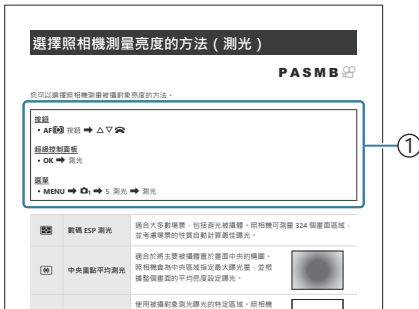 選擇照相機測量亮度的方法（測光）
PASMB
您可以選擇照相機測量被攝對象亮度的方法。
按鈕
• AF 按鈕 ➡ △▽
超級控制面板
• OK ➡ 測光
選單
• MENU ➡ 1 ➡ 5. 測光 ➡ 測光
1
數碼 ESP 測光
適合大多數場景，包括背光被攝體。照相機可測量 324 個畫面區域，
並考慮場景的性質自動計算最佳曝光。
中央重點平均測光
適合於將主要被攝體置於畫面中央的構圖。
照相機會為中央區域指定最大曝光量，並根
據整個畫面的平均亮度設定曝光。
使用被攝對象測光曝光的特定區域。照相機